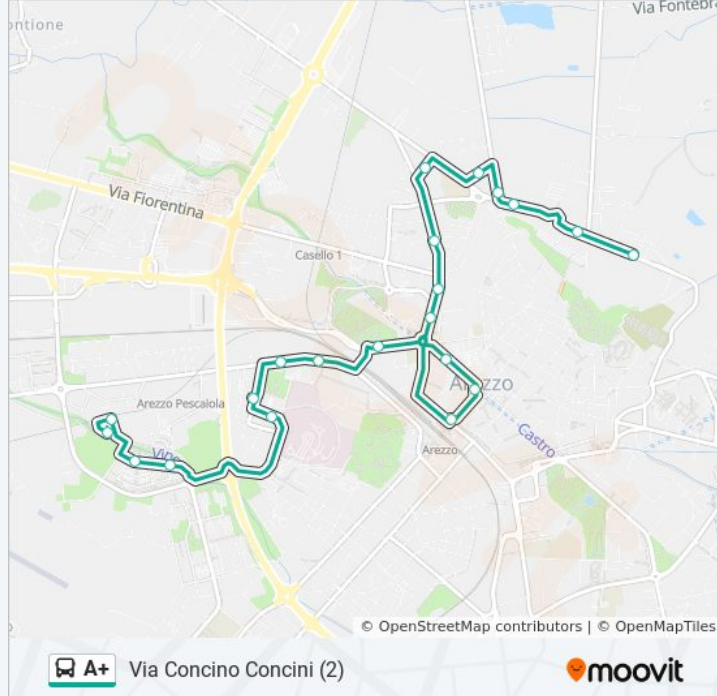 Via Fontebr
ontione
Via Fiorentina
Casello 1
Arezzo Pescaiola
Arezzo
Castro
Arezzo
© OpenStreetMap contributors | © OpenMapTiles
A+ Via Concino Concini (2) moovit